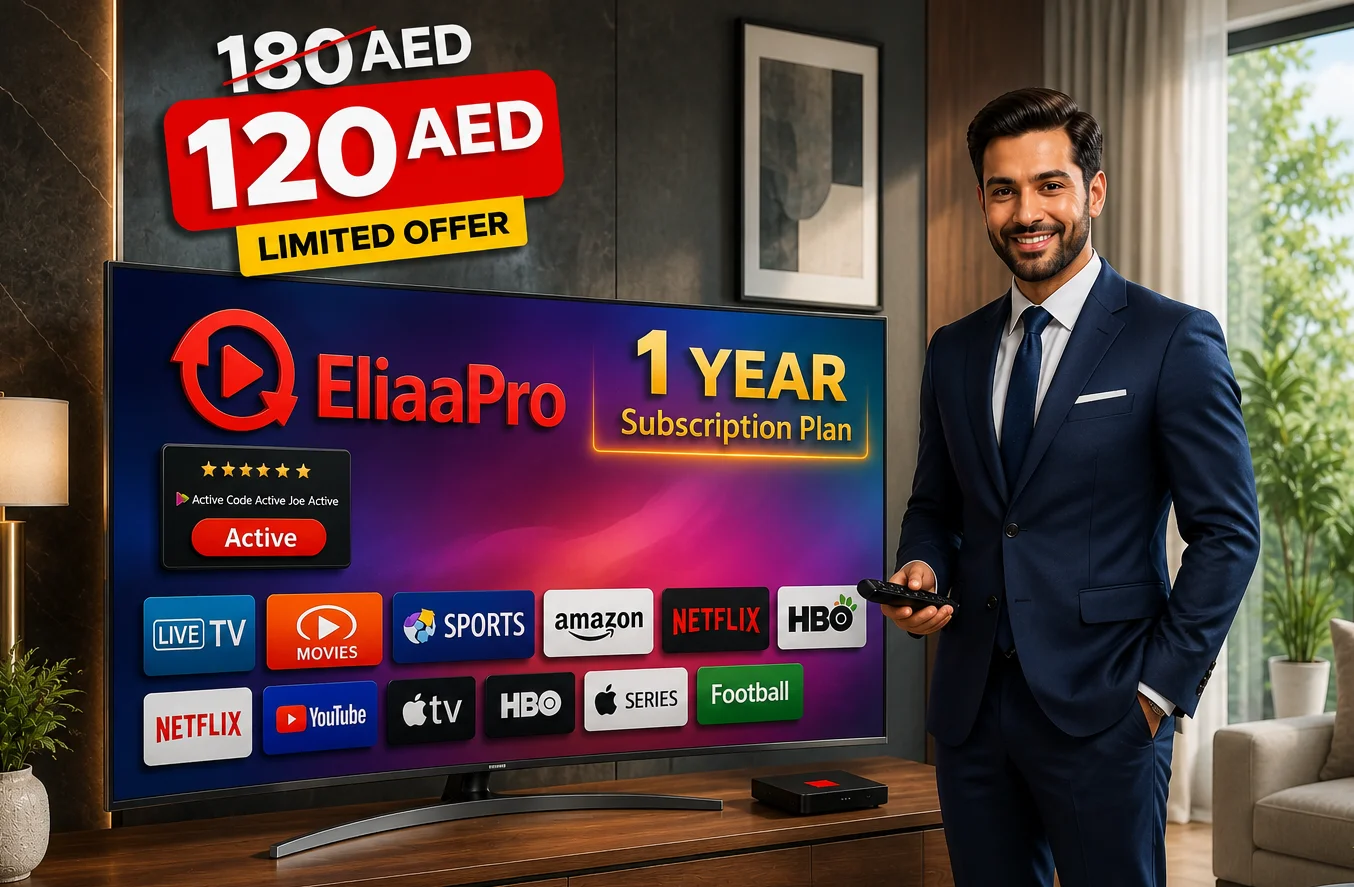 180 AED
120 AED
LIMITED OFFER
EliaaPro
1 YEAR
Subscription Plan
Active Code Active Joe Active
Active
LIVE TV
MOVIES
SPORTS
amazon
NETFLIX
HBO
NETFLIX
YouTube
tv
HBO
SERIES
Football
SAMSUNG